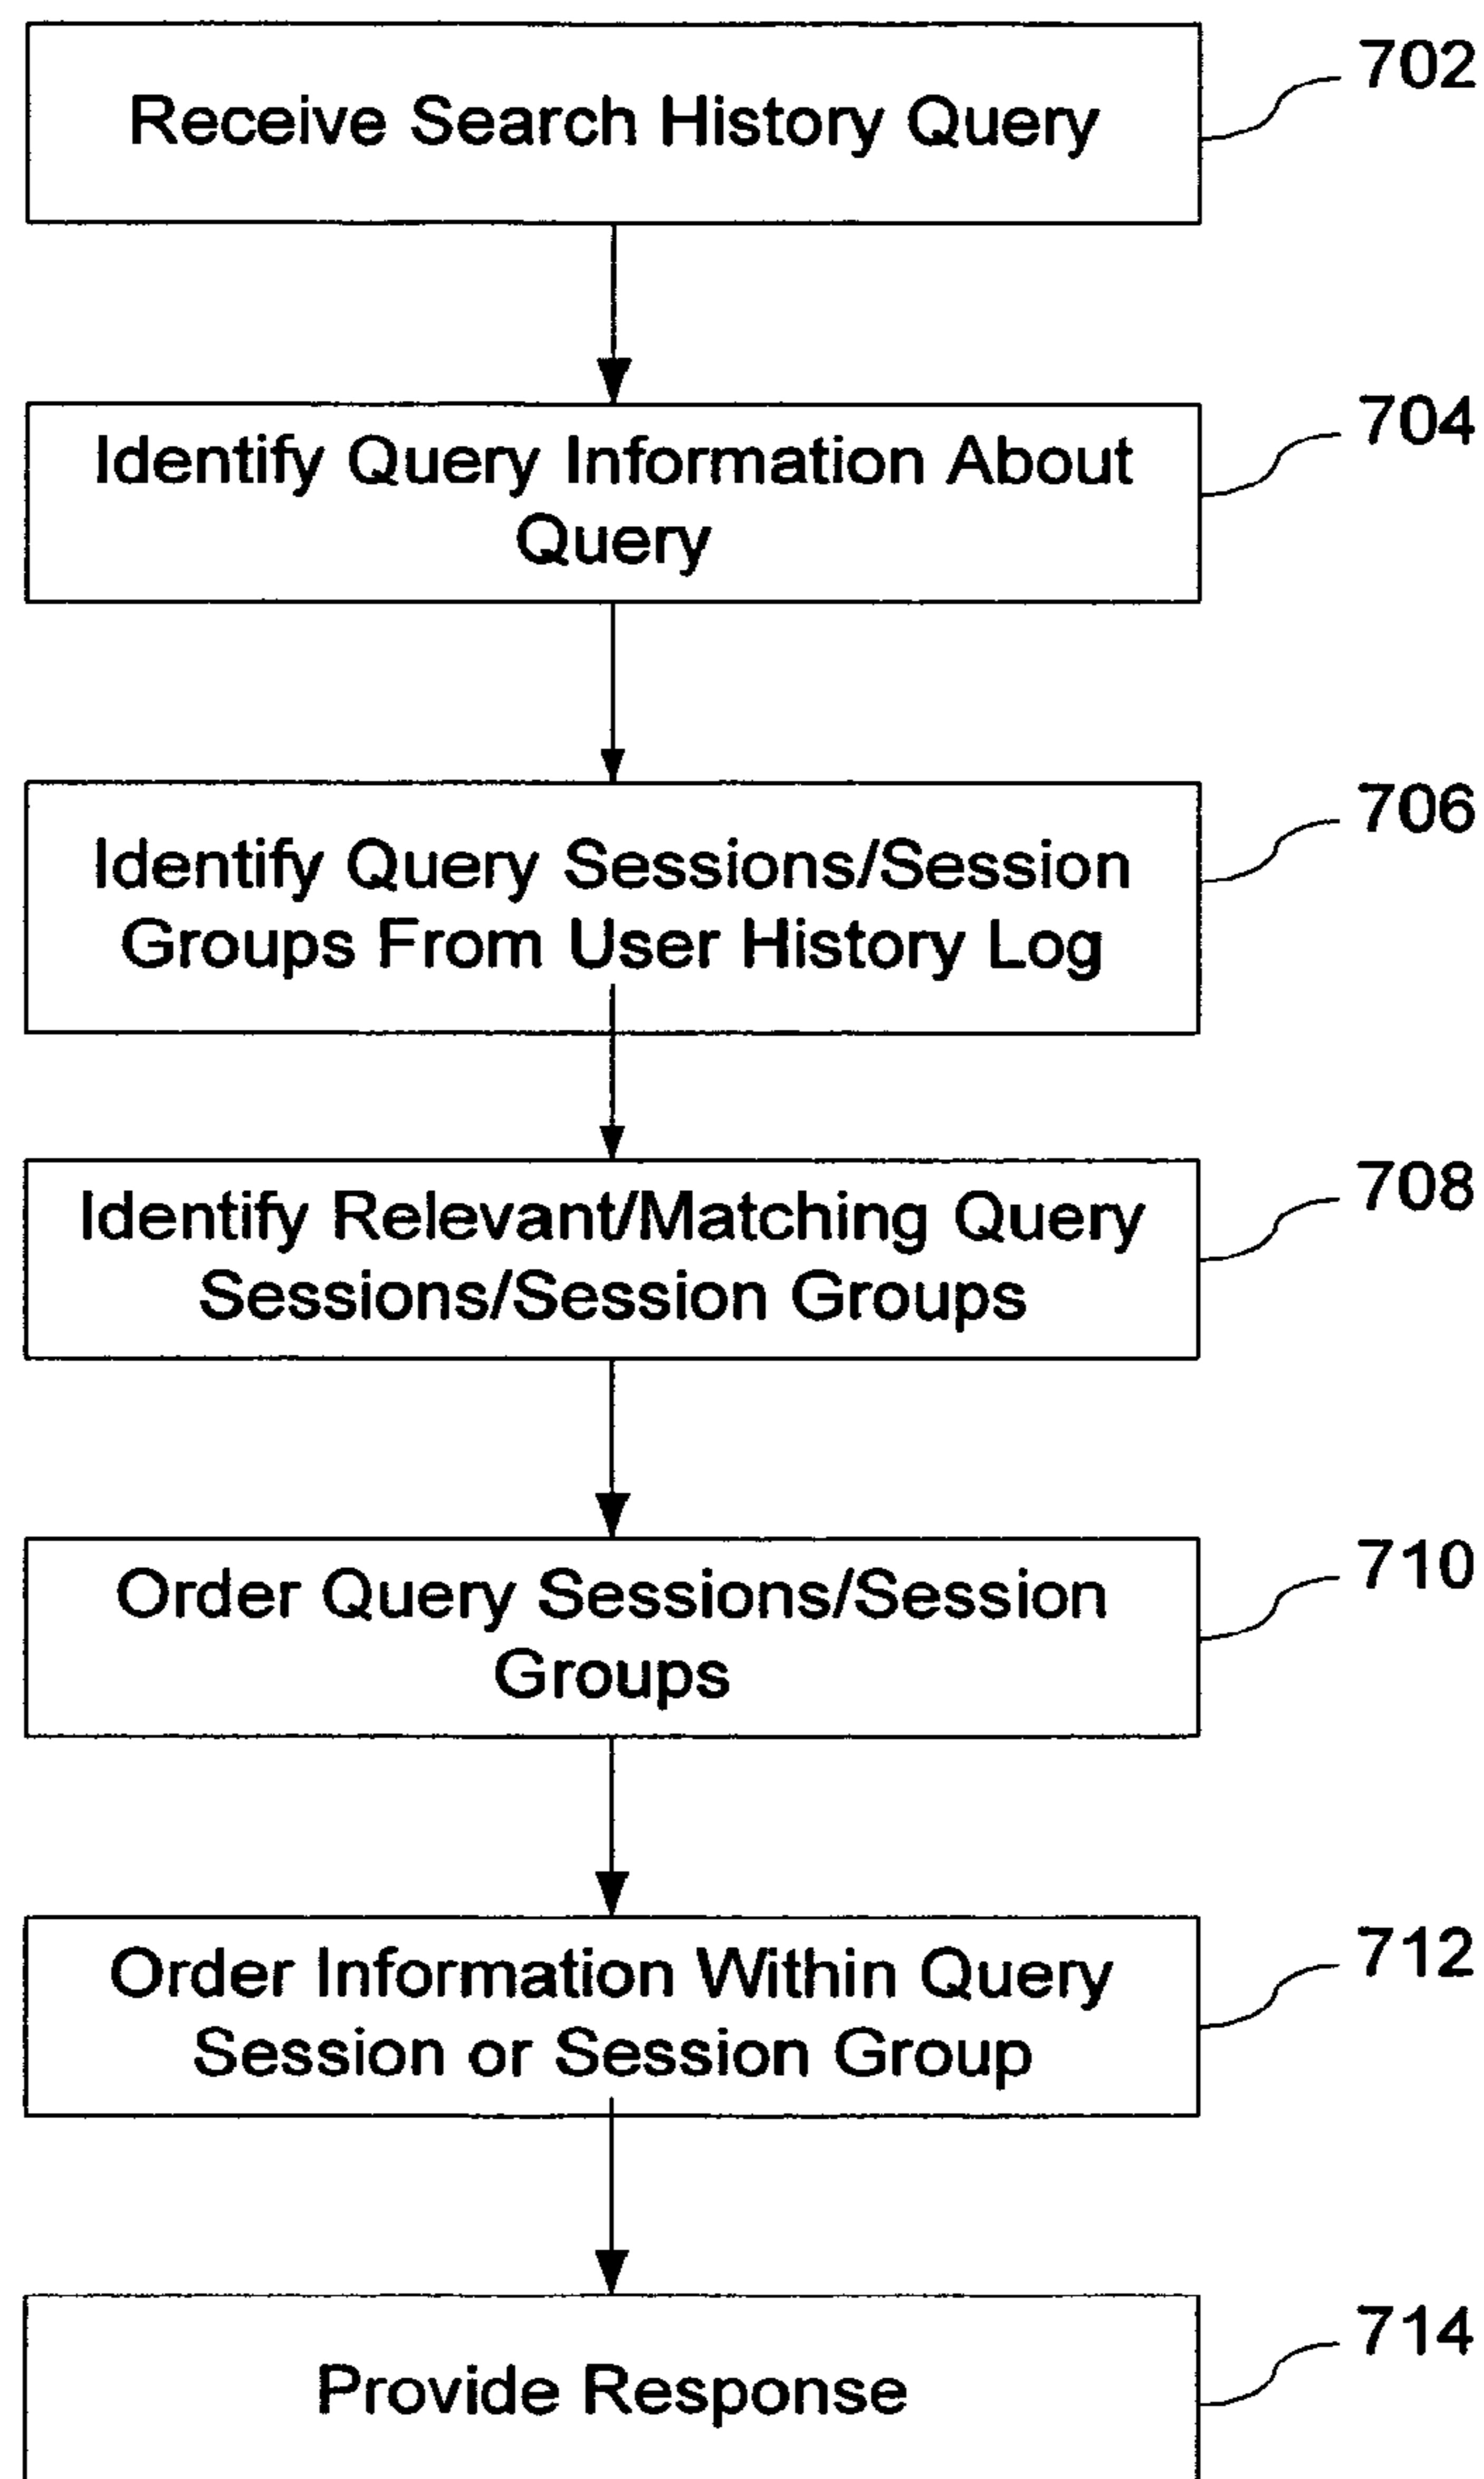 Receive Search History Query
702
Identify Query Information About
Query
704
Identify Query Sessions/Session
Groups From User History Log
706
Identify Relevant/Matching Query
Sessions/Session Groups
708
Order Query Sessions/Session
Groups
710
Order Information Within Query
Session or Session Group
712
Provide Response
714